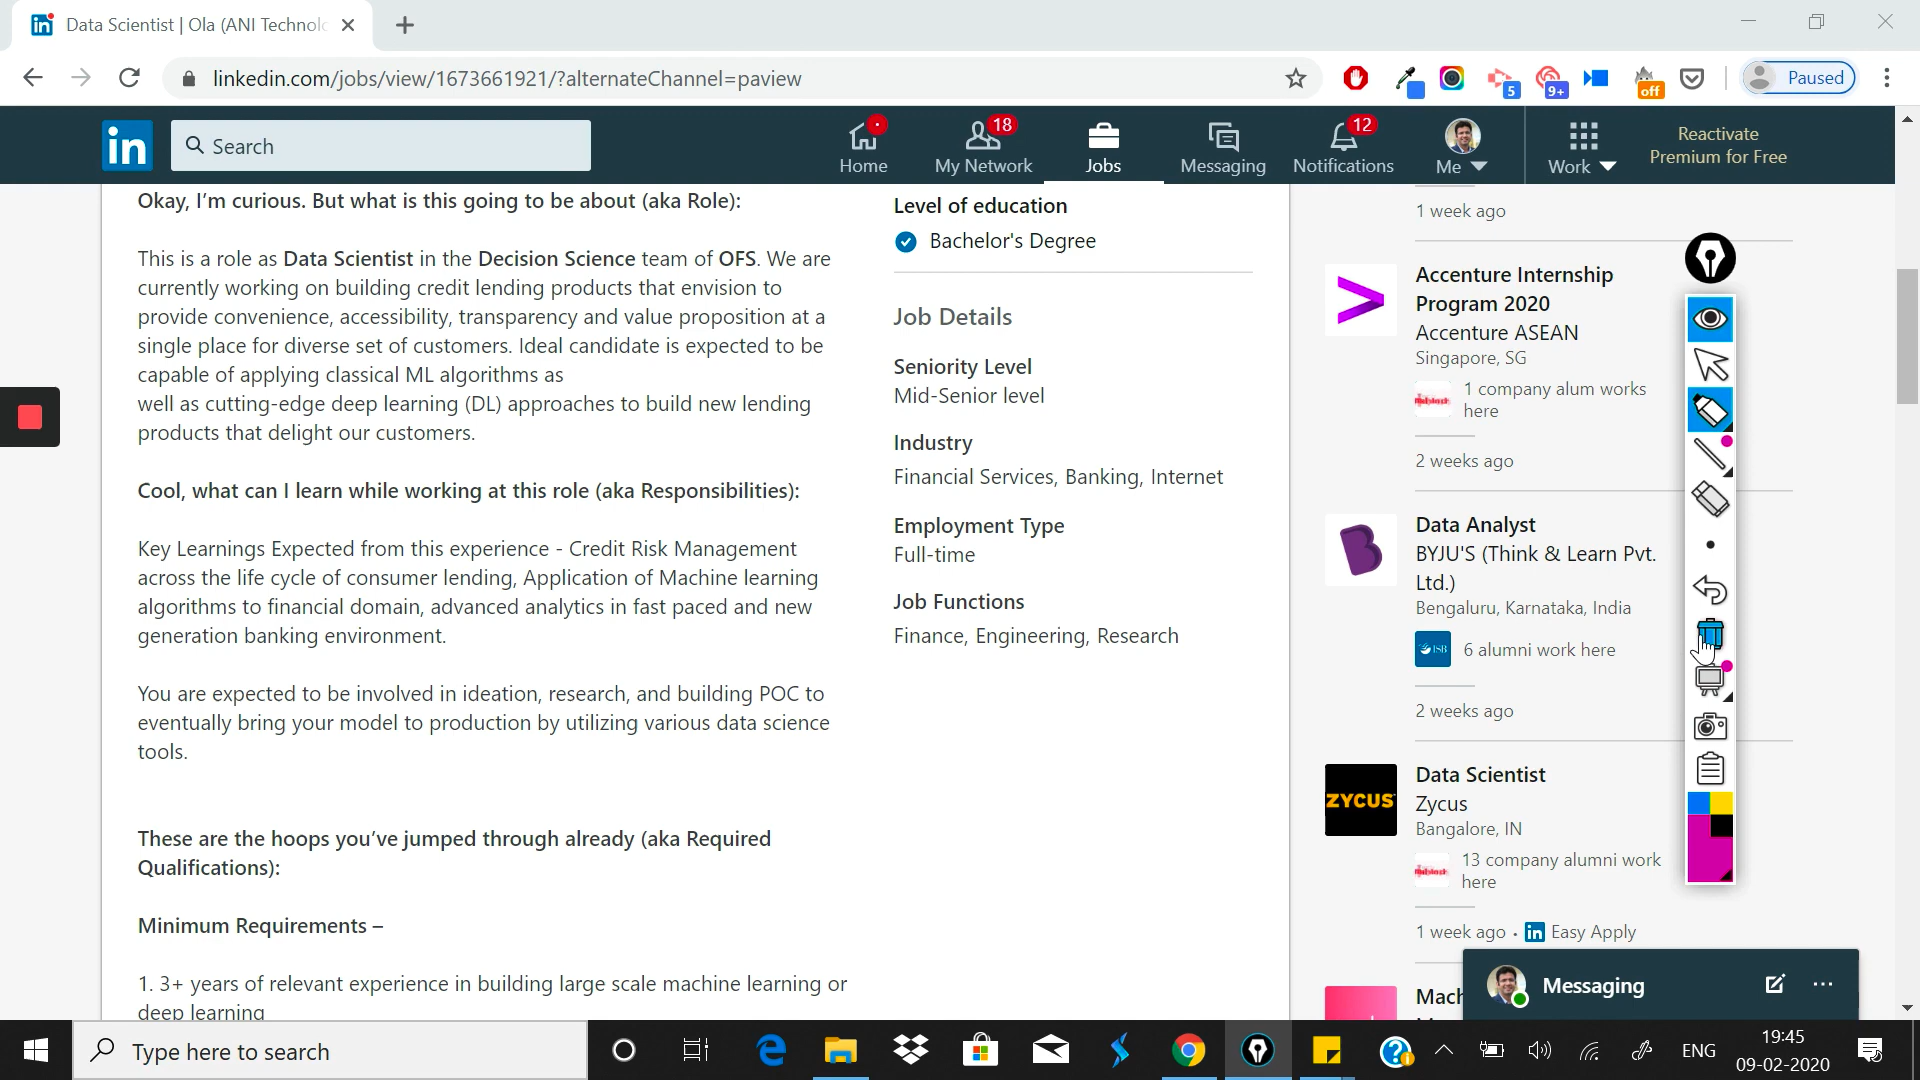 Data Scientist | Ola (ANI Technolo
linkedin.com/jobs/view/1673661921/?alternateChannel=paview
5
9+
off
Paused
in
Search
Home
18
My Network
Jobs
Messaging
12
Notifications
Me
Work
Reactivate
Premium for Free
Okay, I'm curious. But what is this going to be about (aka Role):
This is a role as Data Scientist in the Decision Science team of OFS. We are
currently working on building credit lending products that envision to
provide convenience, accessibility, transparency and value proposition at a
single place for diverse set of customers. Ideal candidate is expected to be
capable of applying classical ML algorithms as
well as cutting-edge deep learning (DL) approaches to build new lending
products that delight our customers.
Cool, what can I learn while working at this role (aka Responsibilities):
Key Learnings Expected from this experience - Credit Risk Management
across the life cycle of consumer lending, Application of Machine learning
algorithms to financial domain, advanced analytics in fast paced and new
generation banking environment.
You are expected to be involved in ideation, research, and building POC to
eventually bring your model to production by utilizing various data science
tools.
These are the hoops you've jumped through already (aka Required
Qualifications):
Minimum Requirements –
1. 3+ years of relevant experience in building large scale machine learning or
deep learning
Level of education
Bachelor's Degree
Job Details
Seniority Level
Mid-Senior level
Industry
Financial Services, Banking, Internet
Employment Type
Full-time
Job Functions
Finance, Engineering, Research
1 week ago
Accenture Internship
Program 2020
Accenture ASEAN
Singapore, SG
1 company alum works
here
2 weeks ago
Data Analyst
BYJU'S (Think & Learn Pvt.
Ltd.)
Bengaluru, Karnataka, India
ISB
6 alumni work here
2 weeks ago
ZYCUS
Data Scientist
Zycus
Bangalore, IN
13 company alumni work
here
1 week ago · in Easy Apply
Mach
Messaging
Type here to search
ENG
19:45
09-02-2020